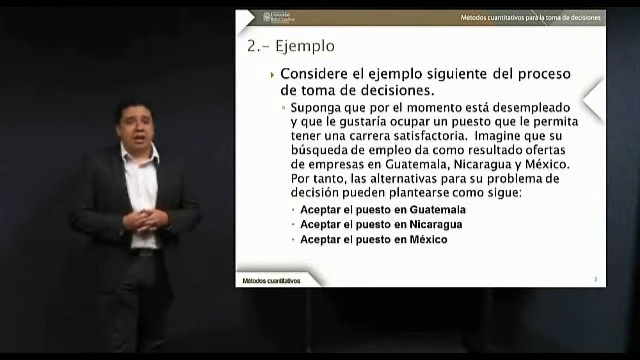 Universidad
Rafael Landívar
Métodos cuantitativos para la toma de decisiones
2.- Ejemplo
Considere el ejemplo siguiente del proceso
de toma de decisiones.
Suponga que por el momento está desempleado
y que le gustaría ocupar un puesto que le permita
tener una carrera satisfactoria. Imagine que su
búsqueda de empleo da como resultado ofertas
de empresas en Guatemala, Nicaragua y México.
Por tanto, las alternativas para su problema de
decisión pueden plantearse como sigue:
Aceptar el puesto en Guatemala
Aceptar el puesto en Nicaragua
Aceptar el puesto en México
Métodos cuantitativos